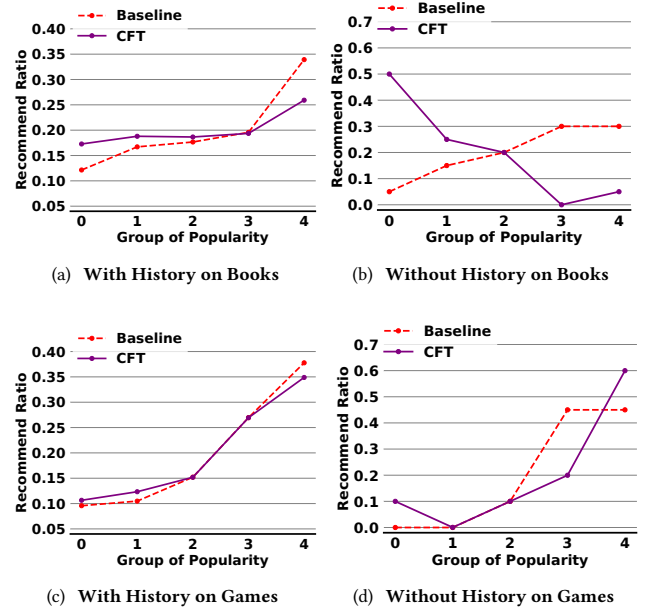 Baseline
CFT
0.40
0.35
0.30
0.25
0.20
0.15
0.10
0.05
Recommend Ratio
0 1 2 3 4
Group of Popularity
(a) With History on Books
Baseline
CFT
0.7
0.6
0.5
0.4
0.3
0.2
0.1
0.0
Recommend Ratio
0 1 2 3 4
Group of Popularity
(b) Without History on Books
Baseline
CFT
0.40
0.35
0.30
0.25
0.20
0.15
0.10
0.05
Recommend Ratio
0 1 2 3 4
Group of Popularity
(c) With History on Games
Baseline
CFT
0.7
0.6
0.5
0.4
0.3
0.2
0.1
0.0
Recommend Ratio
0 1 2 3 4
Group of Popularity
(d) Without History on Games